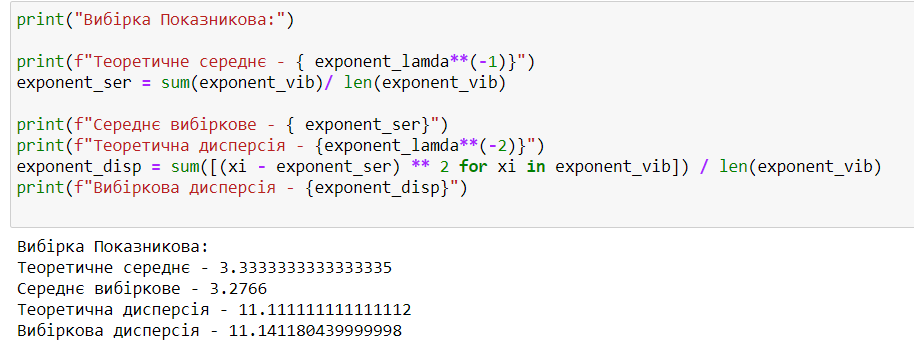 print("Вибірка Показникова:")
print(f"Теоретичне середнє - { exponent_lamda**(-1)}")
exponent_ser = sum(exponent_vib)/ len(exponent_vib)
print(f"Середнє вибіркове - { exponent_ser}")
print(f"Теоретична дисперсія - {exponent_lamda**(-2)}")
exponent_disp = sum([(xi - exponent_ser) ** 2 for xi in exponent_vib]) / len(exponent_vib)
print(f"Вибіркова дисперсія - {exponent_disp}")
Вибірка Показникова:
Теоретичне середнє - 3.3333333333333335
Середнє вибіркове - 3.2766
Теоретична дисперсія - 11.111111111111112
Вибіркова дисперсія - 11.141180439999998